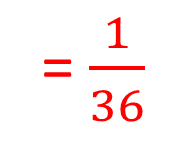 = 1/36